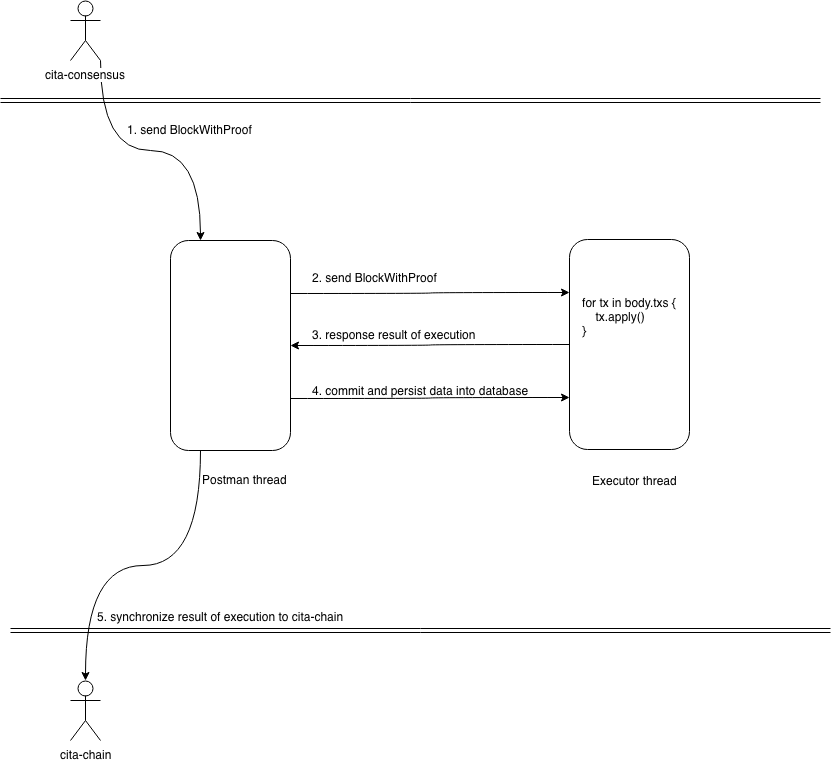 cita-consensus
1. send BlockWithProof
2. send BlockWithProof
for tx in body.txs {
    tx.apply()
}
3. response result of execution
4. commit and persist data into database
Postman thread
Executor thread
5. synchronize result of execution to cita-chain
cita-chain